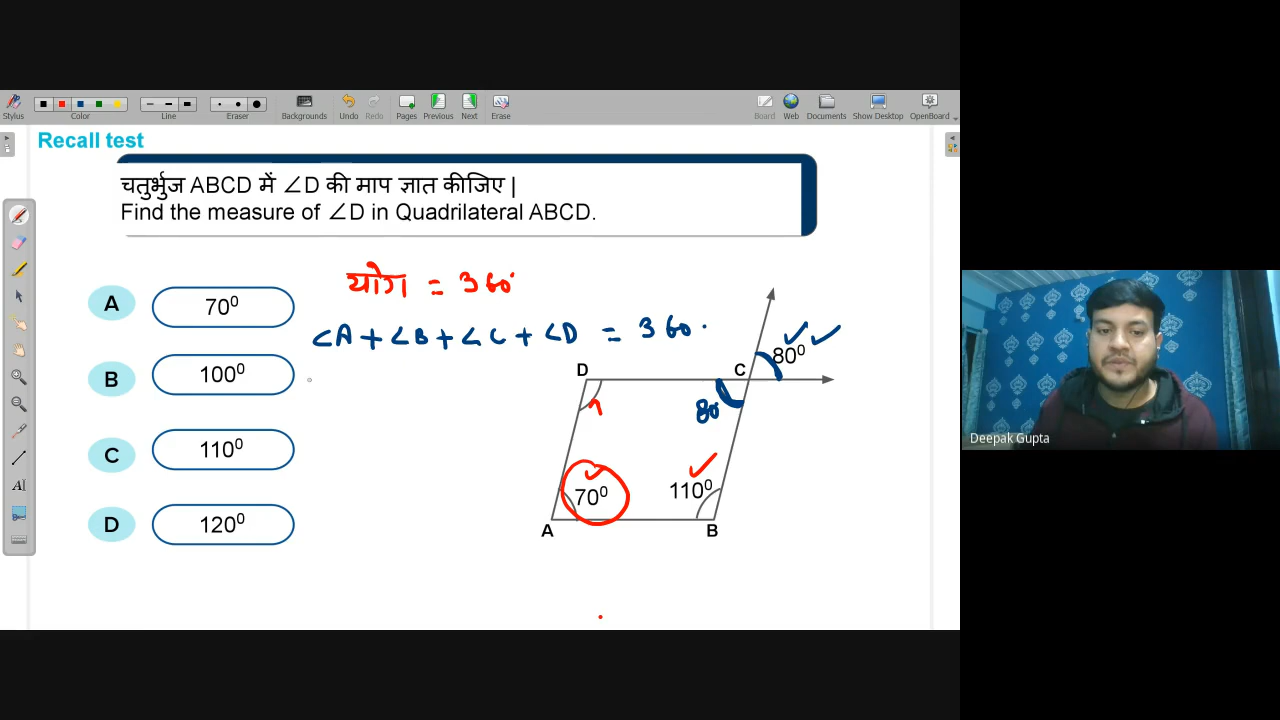 Stylus
Color
Line
Eraser
Backgrounds
Undo
Redo
Pages
Previous
Next
Erase
Board
Web
Documents
Show Desktop
OpenBoard
Recall test
चतुर्भुज ABCD में ∠D की माप ज्ञात कीजिए |
Find the measure of ∠D in Quadrilateral ABCD.
योग = 360°
∠A + ∠B + ∠C + ∠D = 360°
A 70⁰
B 100⁰
C 110⁰
D 120⁰
D
C
80⁰
80°
70⁰
110⁰
A
B
Deepak Gupta